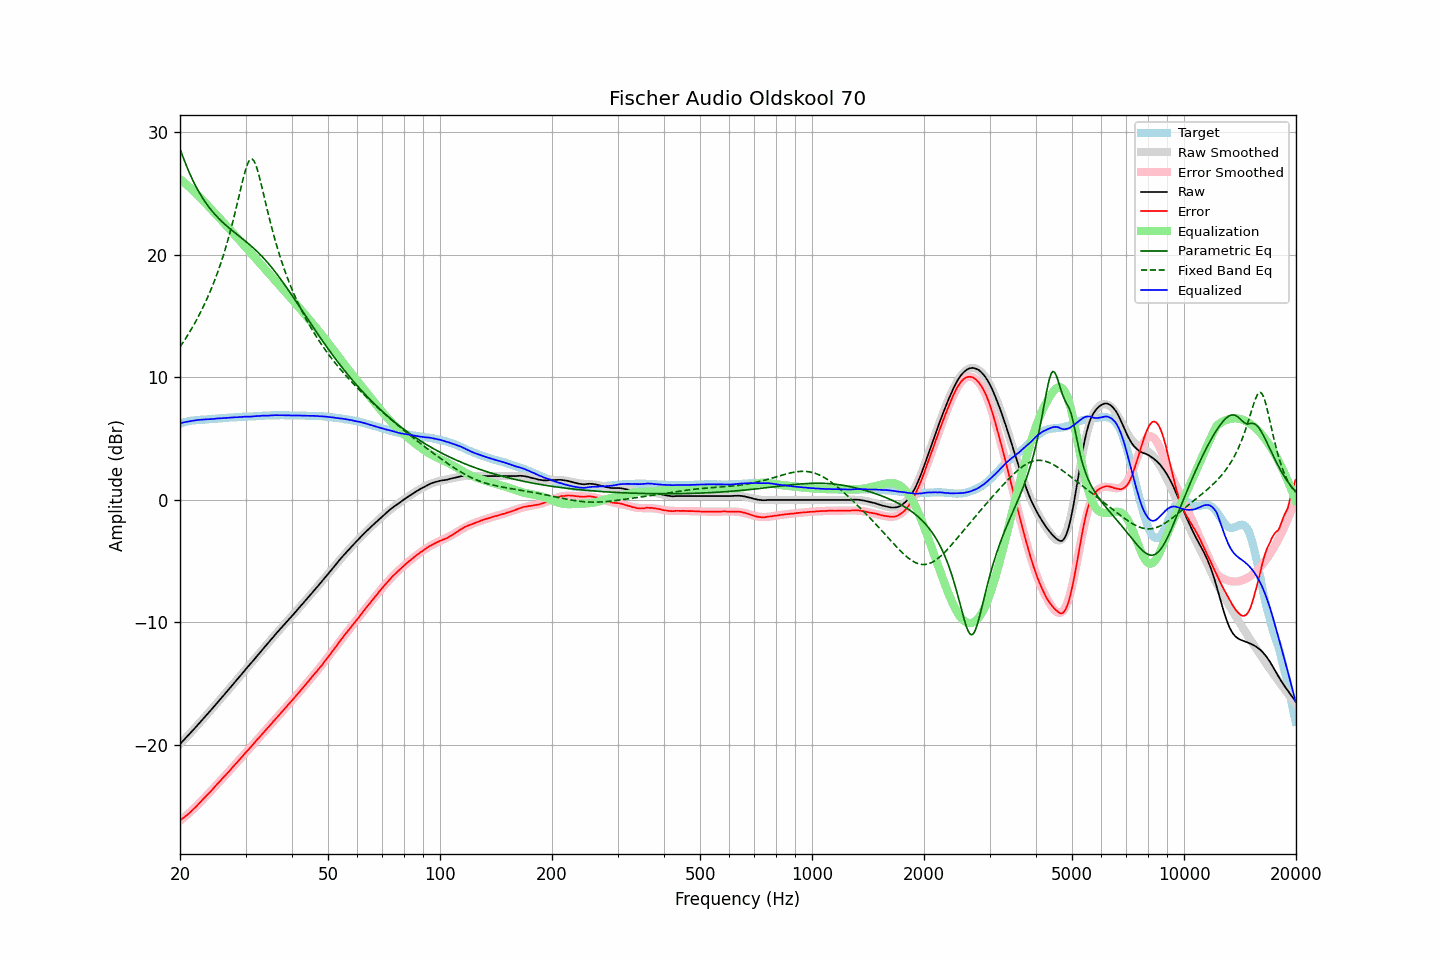 Fischer Audio Oldskool 70
30
20
10
0
−10
−20
Amplitude (dBr)
Target
Raw Smoothed
Error Smoothed
Raw
Error
Equalization
Parametric Eq
Fixed Band Eq
Equalized
20 50 100 200 500 1000 2000 5000 10000 20000
Frequency (Hz)